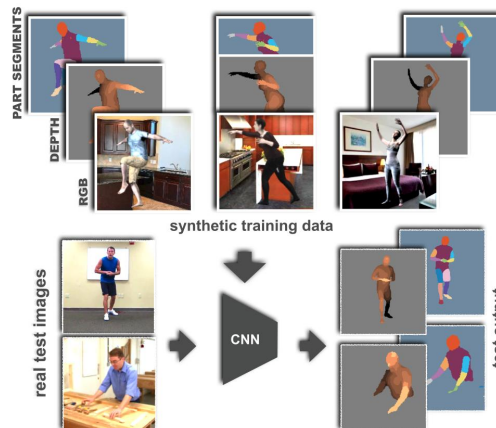 PART SEGMENTS
DEPTH
RGB
synthetic training data
real test images
CNN